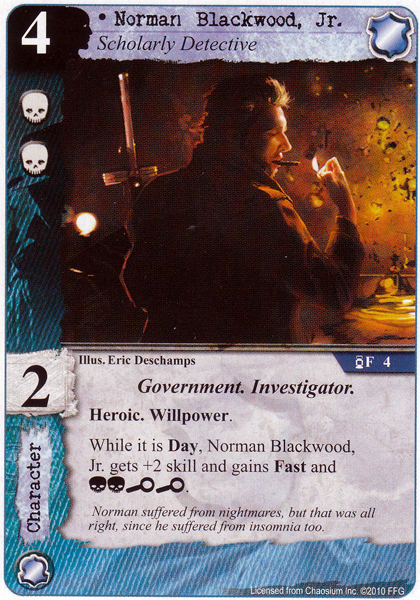 4
• Norman Blackwood, Jr.
Scholarly Detective
Illus. Eric Deschamps
F 4
2
Government. Investigator.
Heroic. Willpower.
While it is Day, Norman Blackwood,
Jr. gets +2 skill and gains Fast and
.
Character
Norman suffered from nightmares, but that was all
right, since he suffered from insomnia too.
Licensed from Chaosium Inc. ©2010 FFG